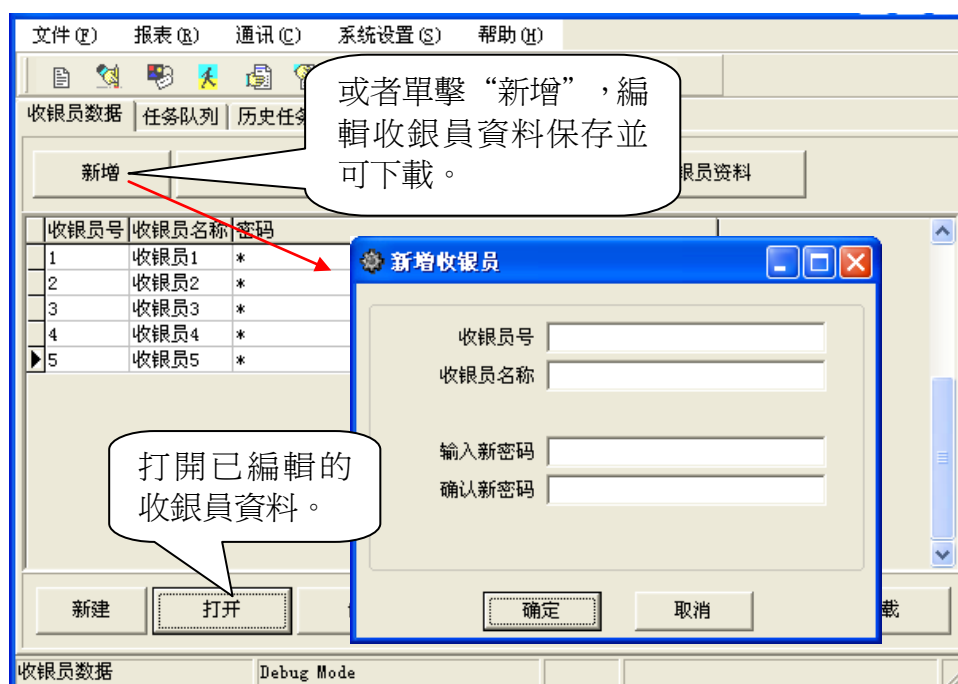 文件(F) 报表(R) 通讯(C) 系统设置(S) 帮助(H)
或者單擊“新增”,編
輯收銀員資料保存並
可下載。
收银员数据 任务队列 历史任务
新增 银员资料
收银员号 收银员名称 密码
1 收银员1 *
2 收银员2 *
3 收银员3 *
4 收银员4 *
5 收银员5 *
新增收银员
收银员号
收银员名称
输入新密码
确认新密码
确定 取消
打開已編輯的
收銀員資料。
新建 打开 载
收银员数据 Debug Mode